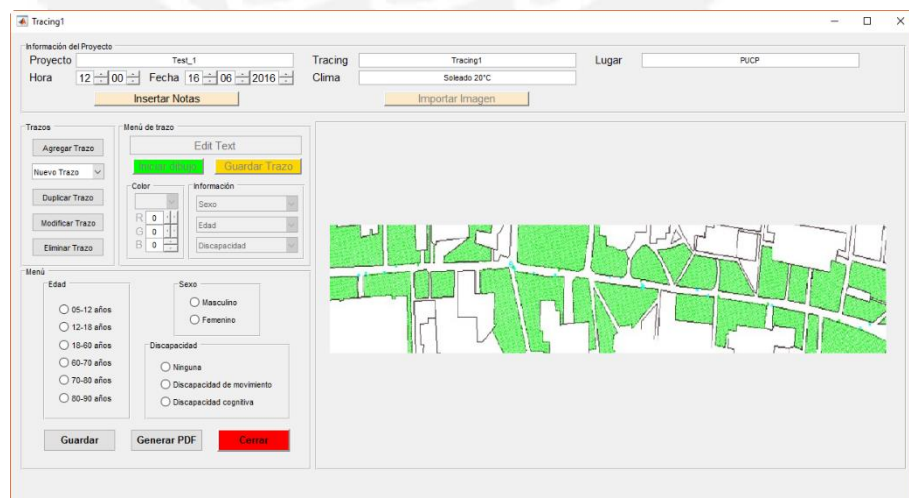 Tracing1
Información del Proyecto
Proyecto Test_1 Tracing Tracing1 Lugar PUCP
Hora 12 00 Fecha 16 06 2016 Clima Soleado 20°C
Insertar Notas Importar Imagen
Trazos
Agregar Trazo
Nuevo Trazo
Duplicar Trazo
Modificar Trazo
Eliminar Trazo
Menú de trazo
Edit Text
Iniciar dibujo Guardar Trazo
Color
R 0
G 0
B 0
Información
Sexo
Edad
Discapacidad
Menú
Edad
05-12 años
12-18 años
18-60 años
60-70 años
70-80 años
80-90 años
Sexo
Masculino
Femenino
Discapacidad
Ninguna
Discapacidad de movimiento
Discapacidad cognitiva
Guardar Generar PDF Cerrar